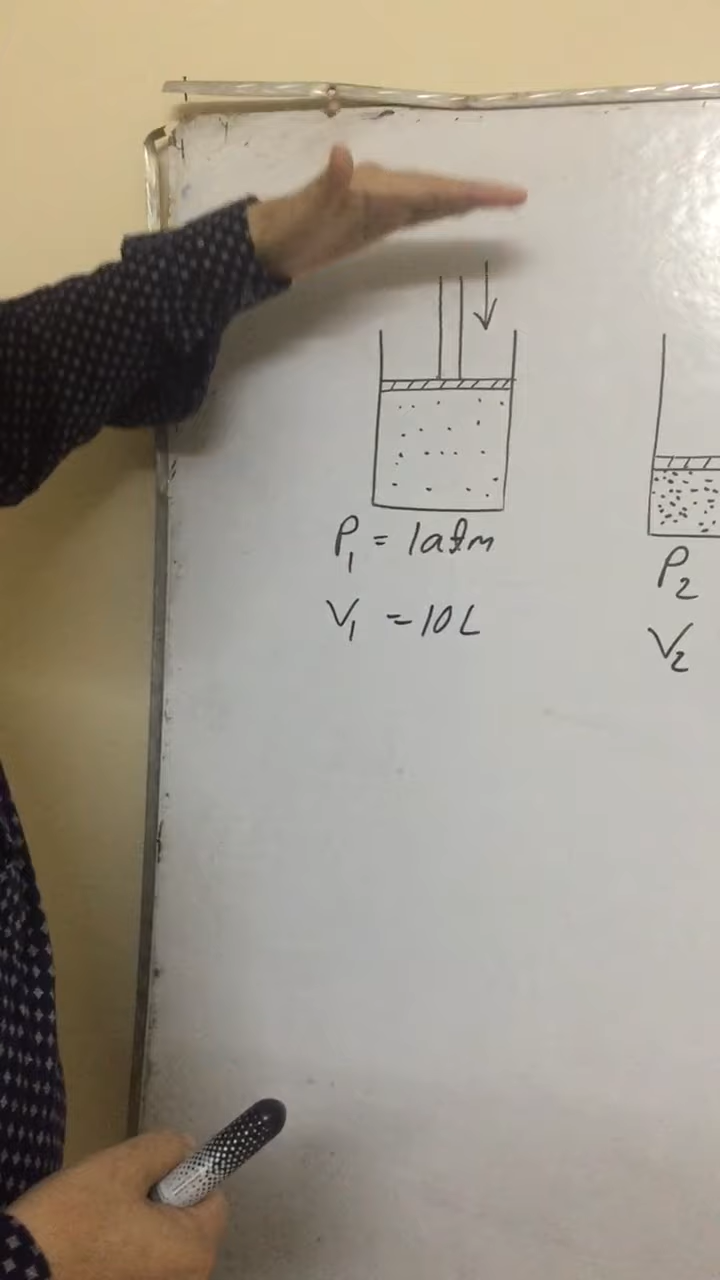 P₁ = 1atm
V₁ = 10L
P₂
V₂